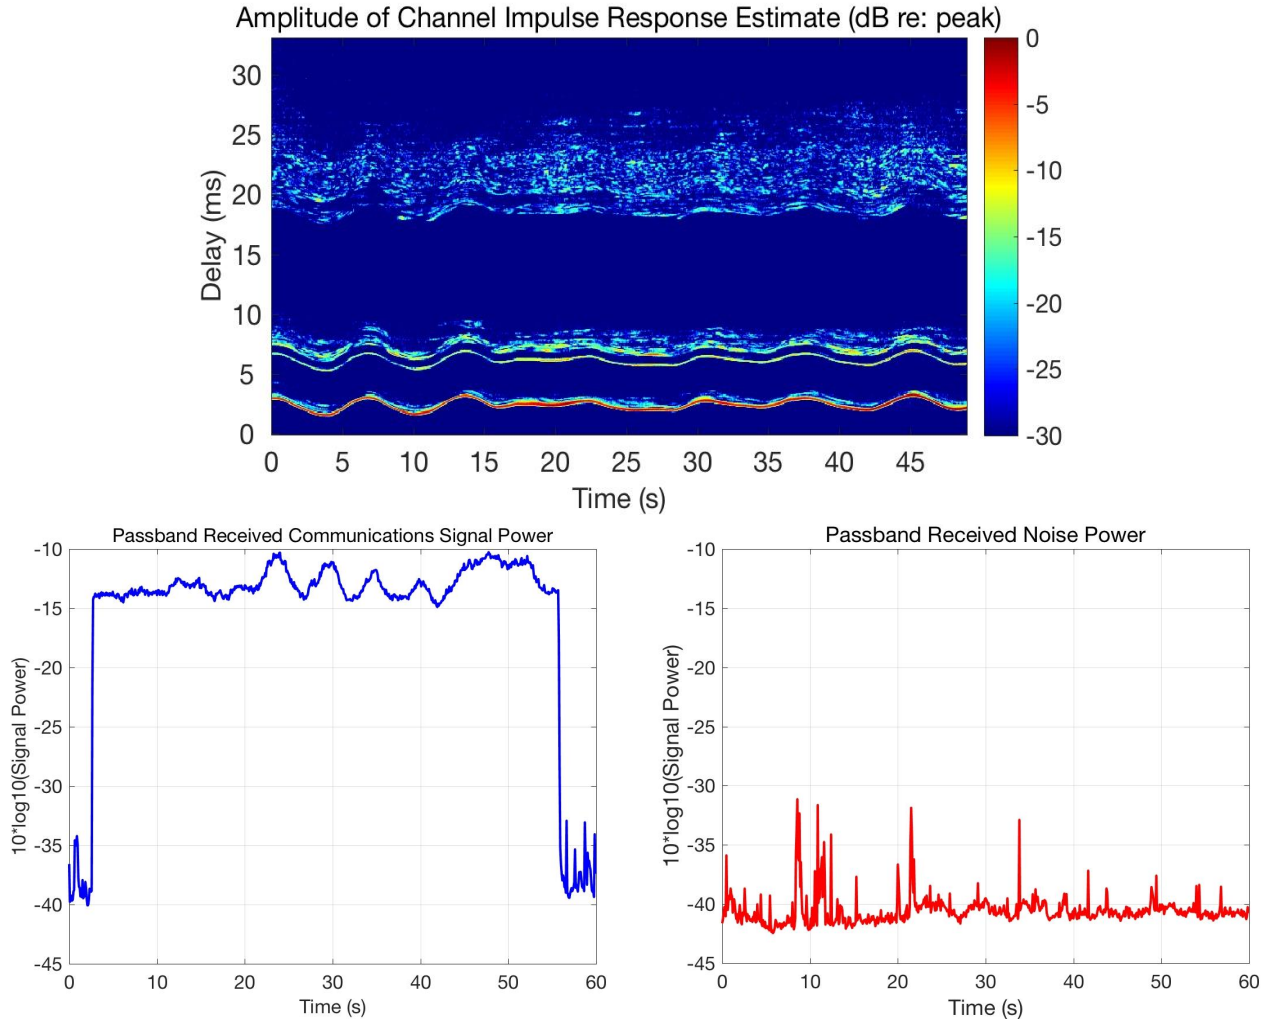 Amplitude of Channel Impulse Response Estimate (dB re: peak)
Delay (ms)
30
25
20
15
10
5
0
0 5 10 15 20 25 30 35 40 45
Time (s)
0
-5
-10
-15
-20
-25
-30
Passband Received Communications Signal Power
10*log10(Signal Power)
-10
-15
-20
-25
-30
-35
-40
-45
0 10 20 30 40 50 60
Time (s)
Passband Received Noise Power
10*log10(Signal Power)
-10
-15
-20
-25
-30
-35
-40
-45
0 10 20 30 40 50 60
Time (s)